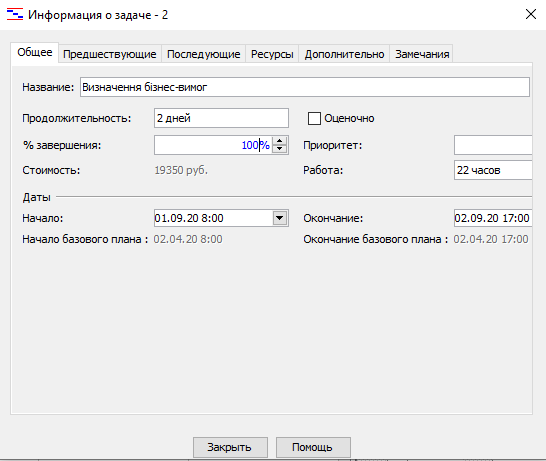 Информация о задаче - 2
Общее Предшествующие Последующие Ресурсы Дополнительно Замечания
Название: Визначення бізнес-вимог
Продолжительность: 2 дней Оценочно
% завершения: 100% Приоритет:
Стоимость: 19350 руб. Работа: 22 часов
Даты
Начало: 01.09.20 8:00 Окончание: 02.09.20 17:00
Начало базового плана : 02.04.20 8:00 Окончание базового плана : 02.04.20 17:00
Закрыть Помощь